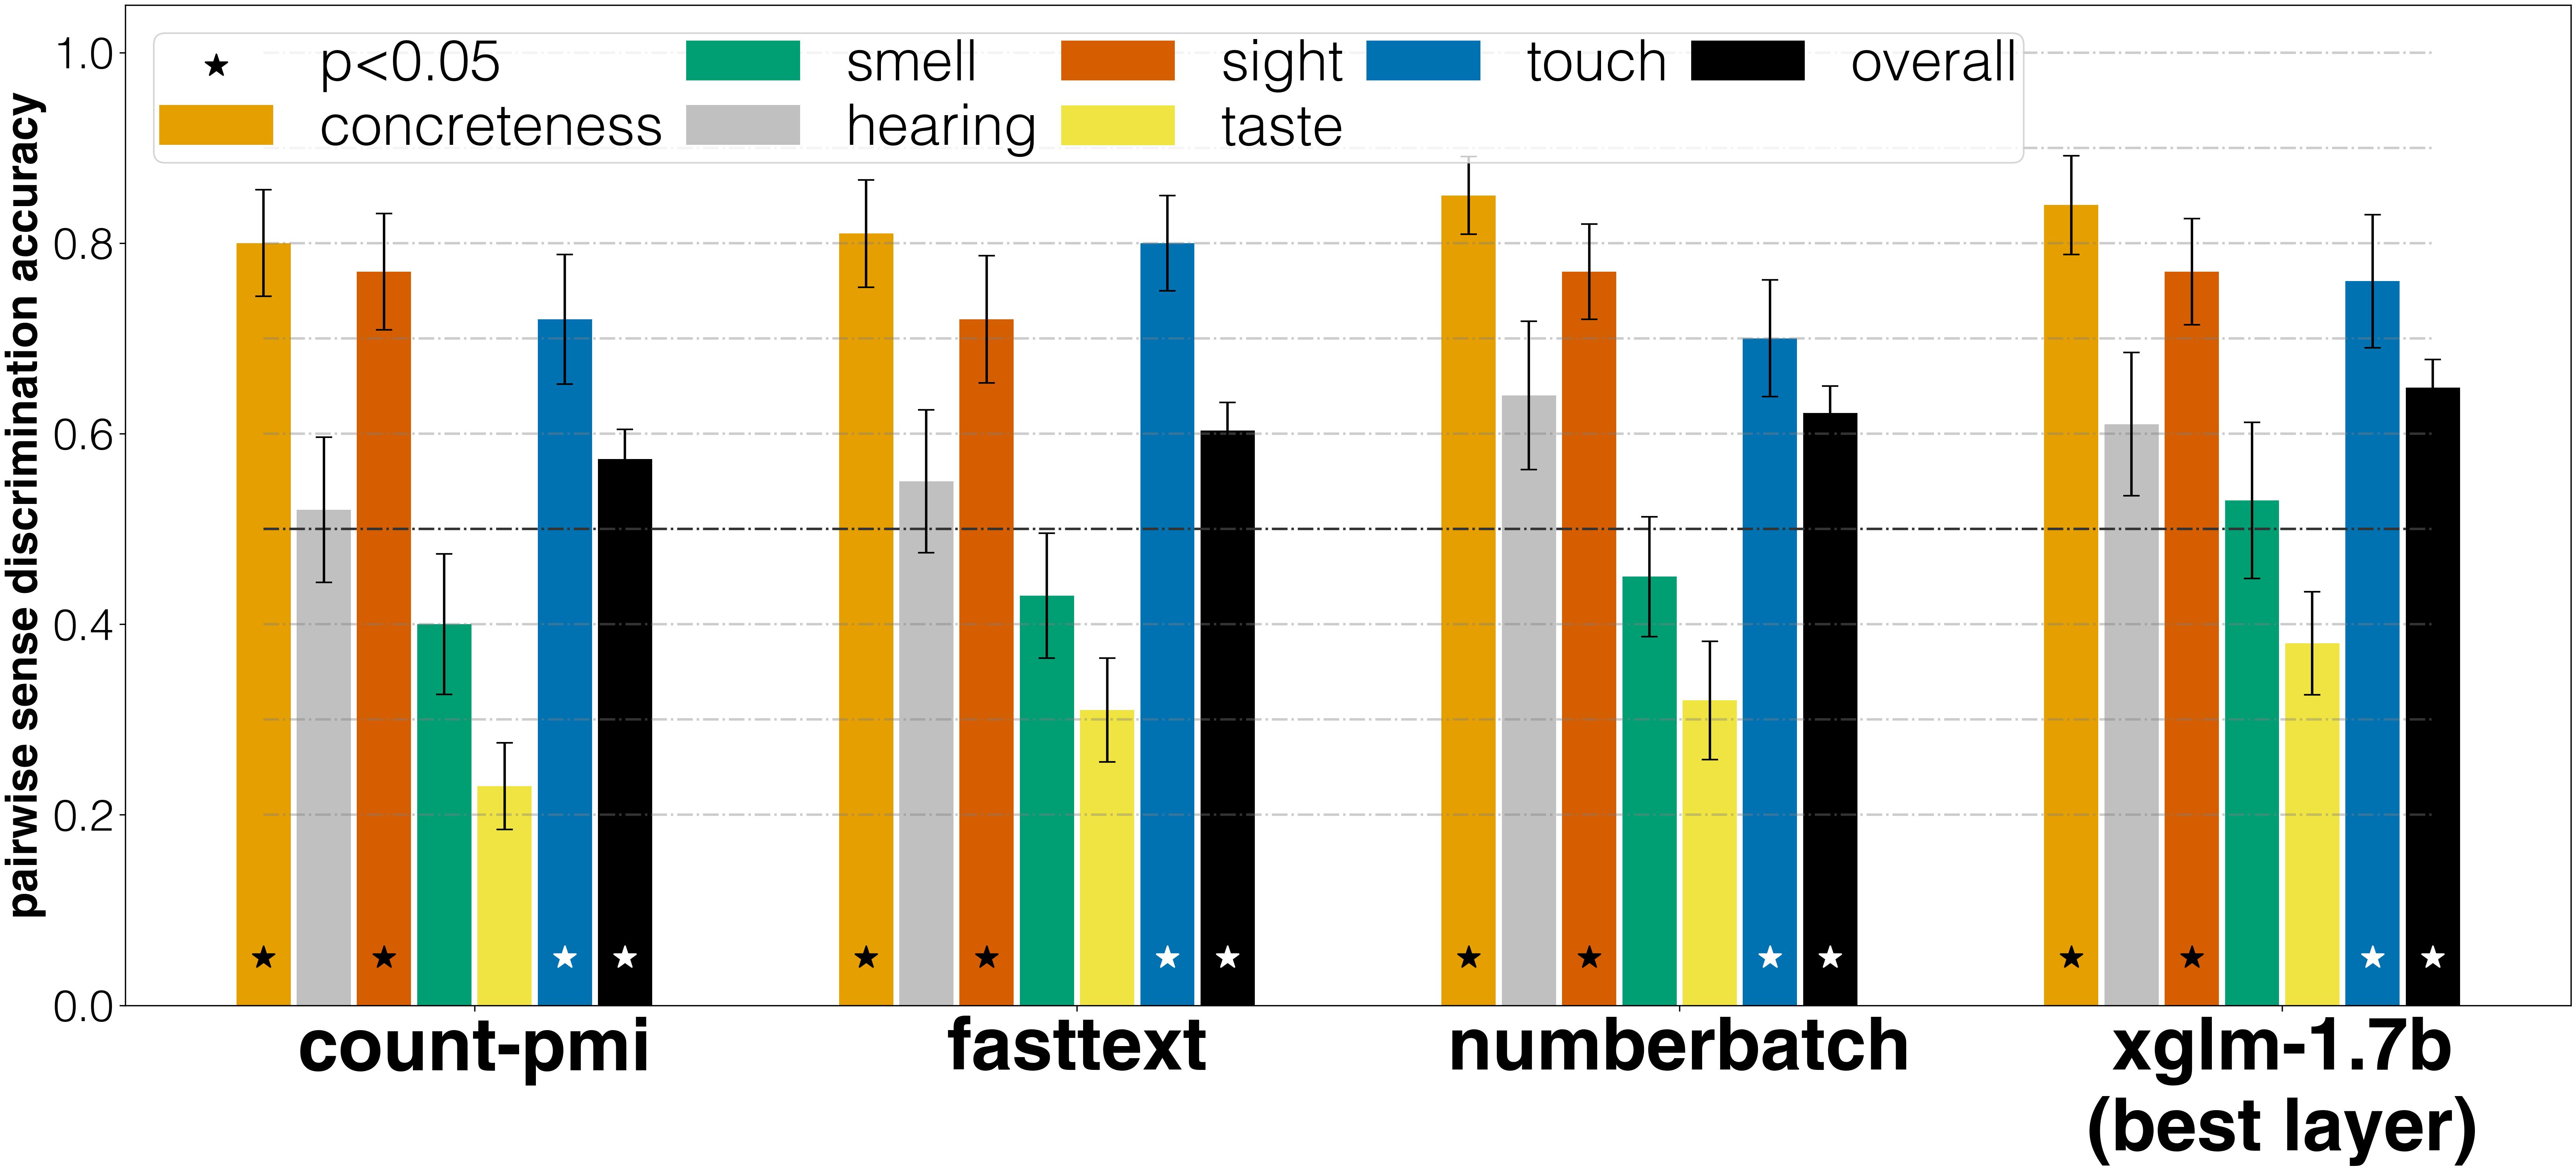 pairwise sense discrimination accuracy
1.0
0.8
0.6
0.4
0.2
0.0
p<0.05
concreteness
smell
hearing
sight
taste
touch
overall
count-pmi
fasttext
numberbatch
xglm-1.7b
(best layer)